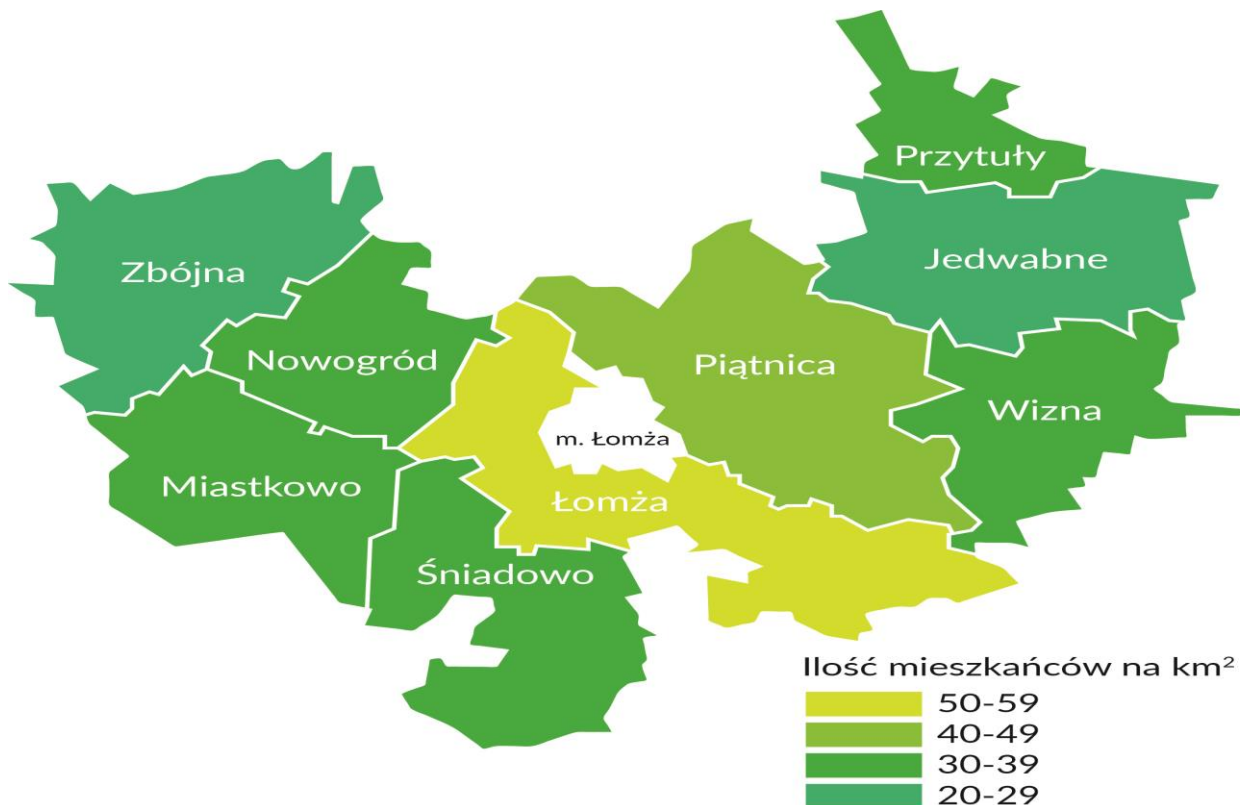 Przytuły
Jedwabne
Zbójna
Nowogród
Piątnica
Wizna
m. Łomża
Miastkowo
Łomża
Śniadowo
Ilość mieszkańców na km²
50-59
40-49
30-39
20-29